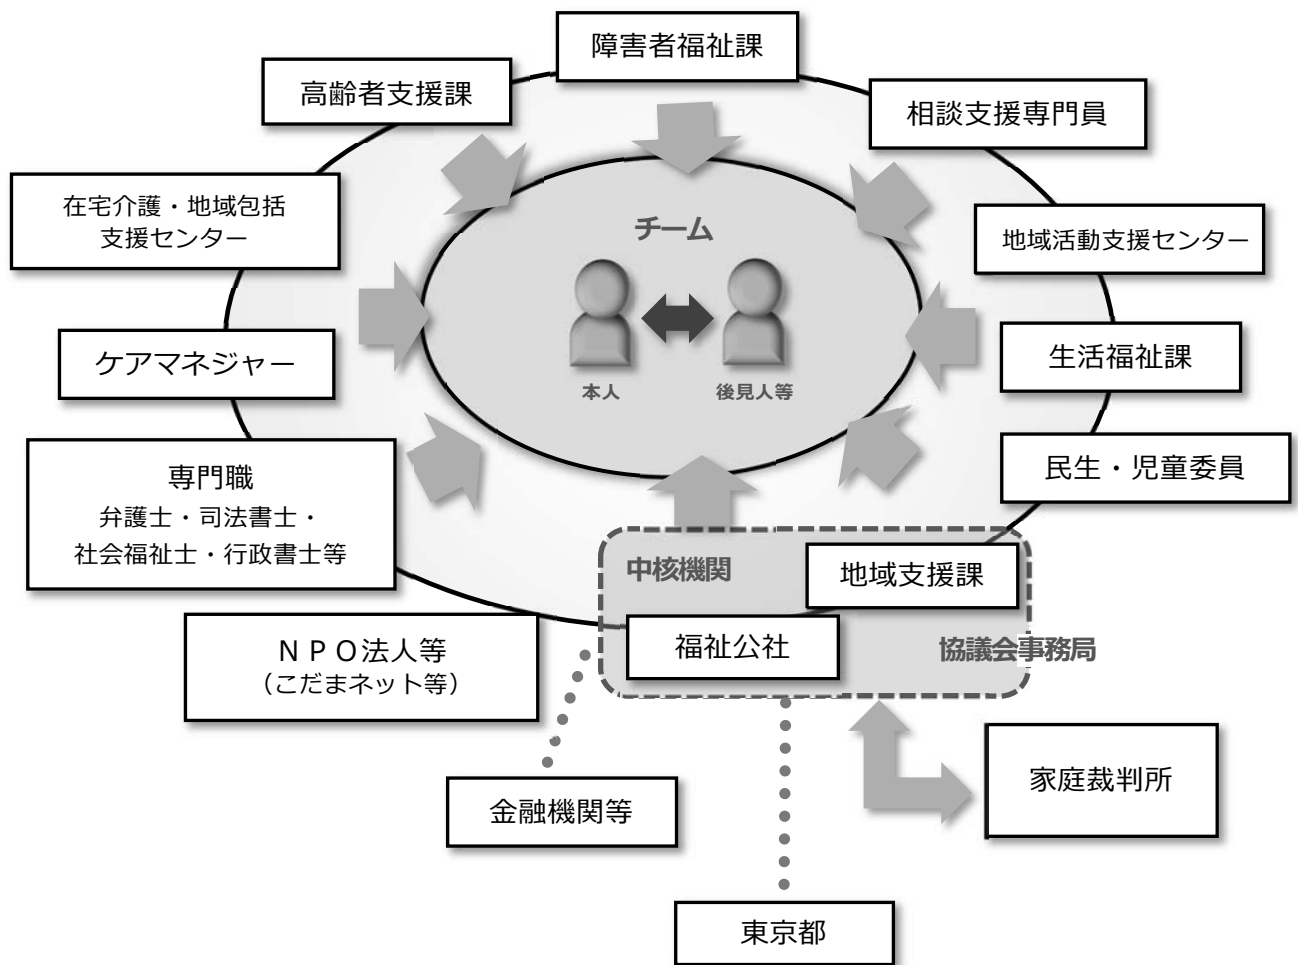 障害者福祉課
高齢者支援課
相談支援専門員
在宅介護・地域包括
支援センター
地域活動支援センター
チーム
本人
後見人等
ケアマネジャー
生活福祉課
専門職
弁護士・司法書士・
社会福祉士・行政書士等
民生・児童委員
中核機関
地域支援課
福祉公社
協議会事務局
ＮＰＯ法人等
（こだまネット等）
金融機関等
家庭裁判所
東京都